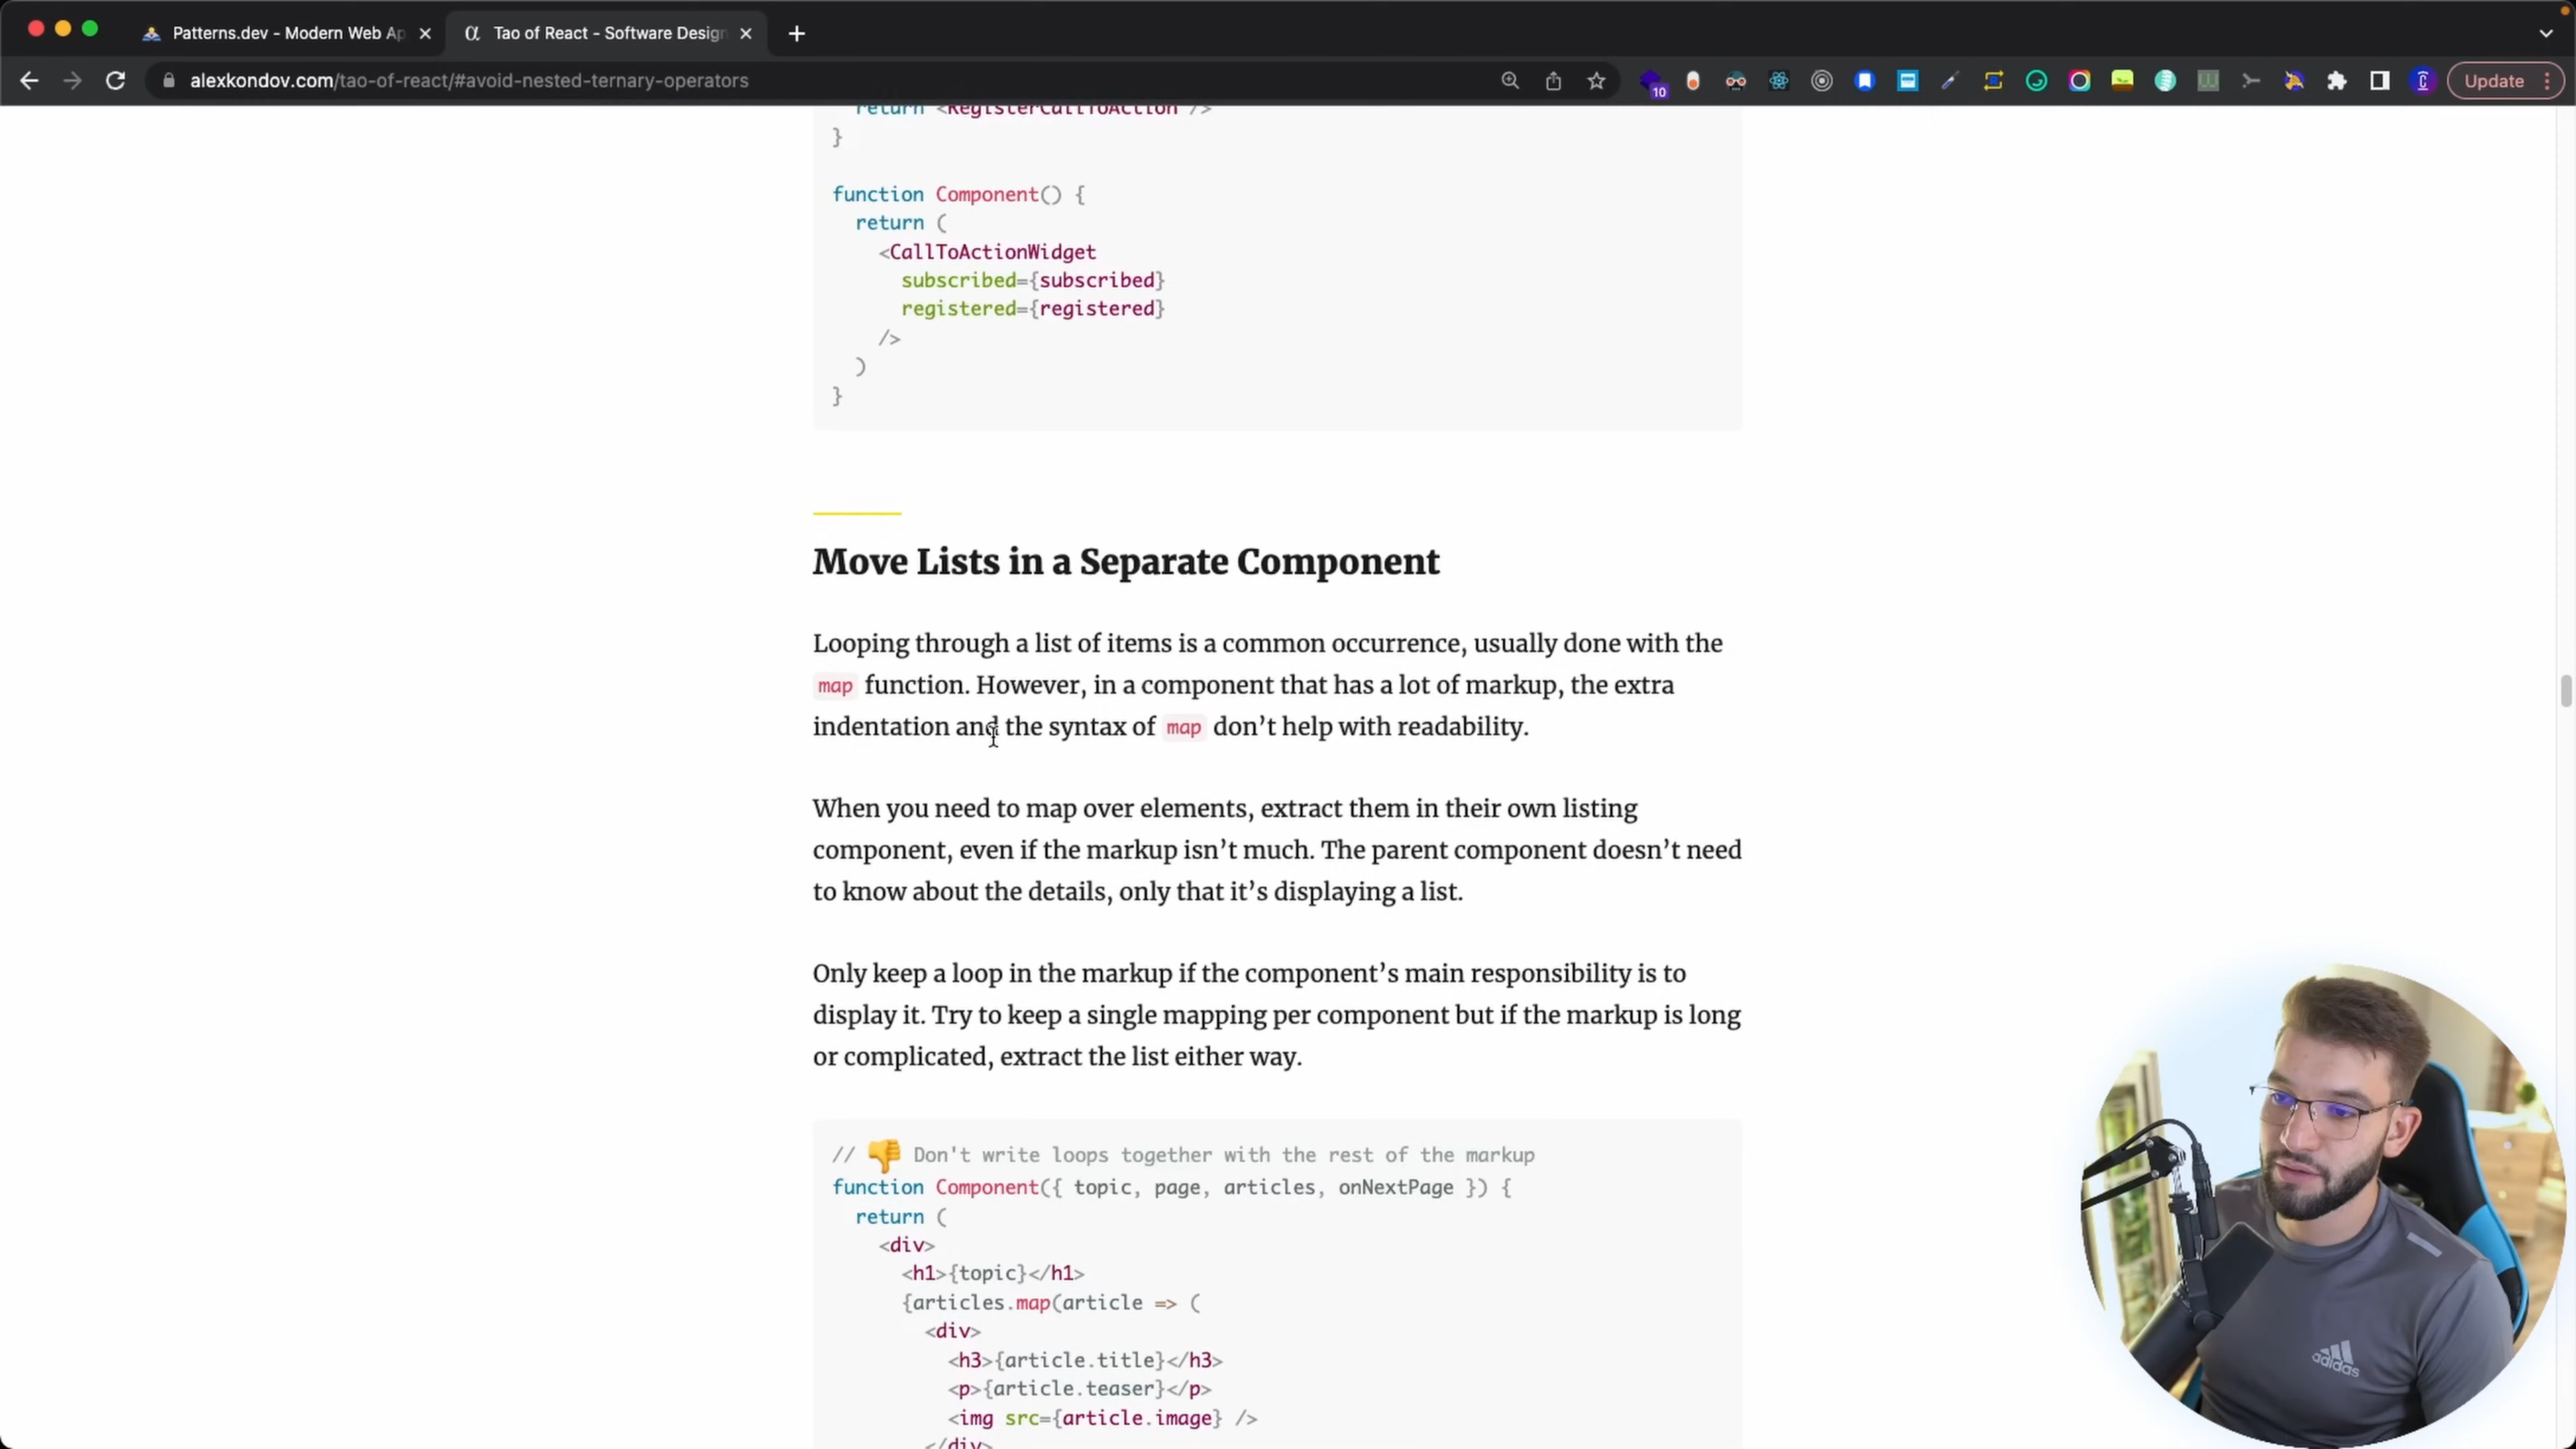 Patterns.dev - Modern Web Ap
Tao of React - Software Design
alexkondov.com/tao-of-react/#avoid-nested-ternary-operators
10
Update
return <RegisterCallToAction />
}
function Component() {
return (
<CallToActionWidget
subscribed={subscribed}
registered={registered}
/>
)
}
Move Lists in a Separate Component
Looping through a list of items is a common occurrence, usually done with the
map function. However, in a component that has a lot of markup, the extra
indentation and the syntax of map don’t help with readability.
When you need to map over elements, extract them in their own listing
component, even if the markup isn’t much. The parent component doesn’t need
to know about the details, only that it’s displaying a list.
Only keep a loop in the markup if the component’s main responsibility is to
display it. Try to keep a single mapping per component but if the markup is long
or complicated, extract the list either way.
// 👎 Don't write loops together with the rest of the markup
function Component({ topic, page, articles, onNextPage }) {
return (
<div>
<h1>{topic}</h1>
{articles.map(article => (
<div>
<h3>{article.title}</h3>
<p>{article.teaser}</p>
<img src={article.image} />
</div>
adidas